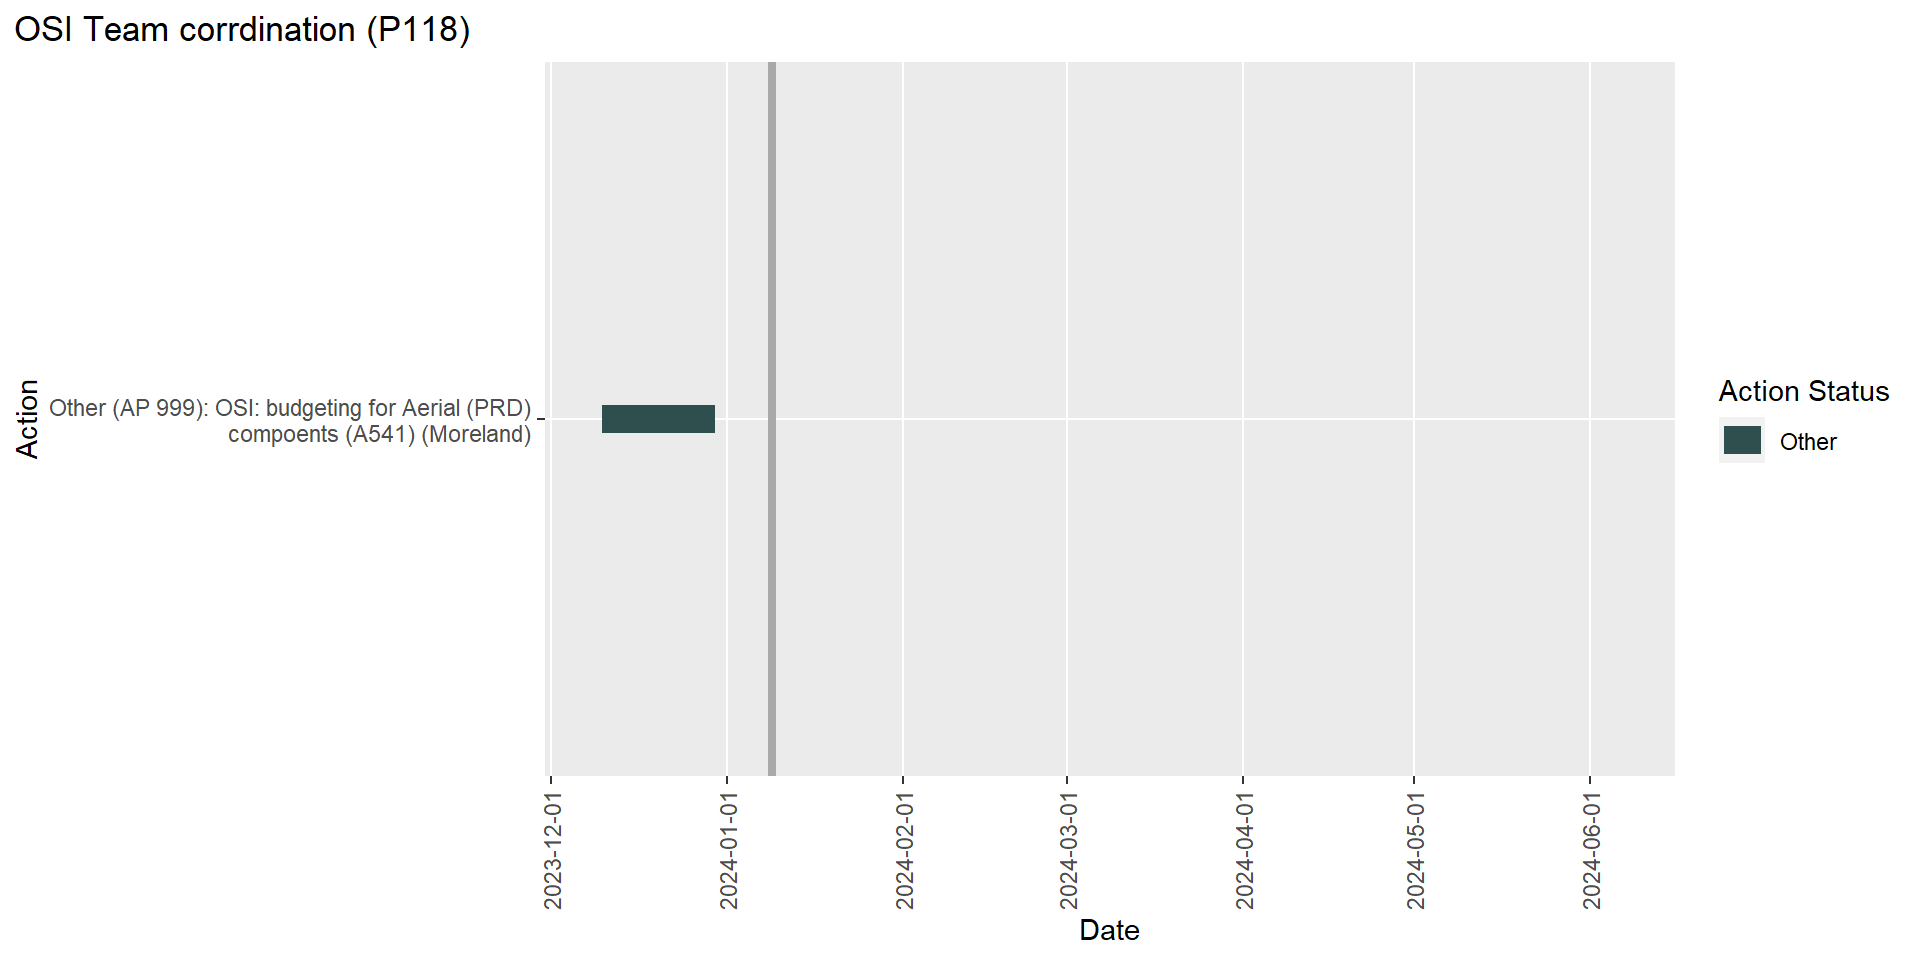 OSI Team corrdination (P118)
Action
Other (AP 999): OSI: budgeting for Aerial (PRD)
compoents (A541) (Moreland)
Action Status
Other
2023-12-01
2024-01-01
2024-02-01
2024-03-01
2024-04-01
2024-05-01
2024-06-01
Date